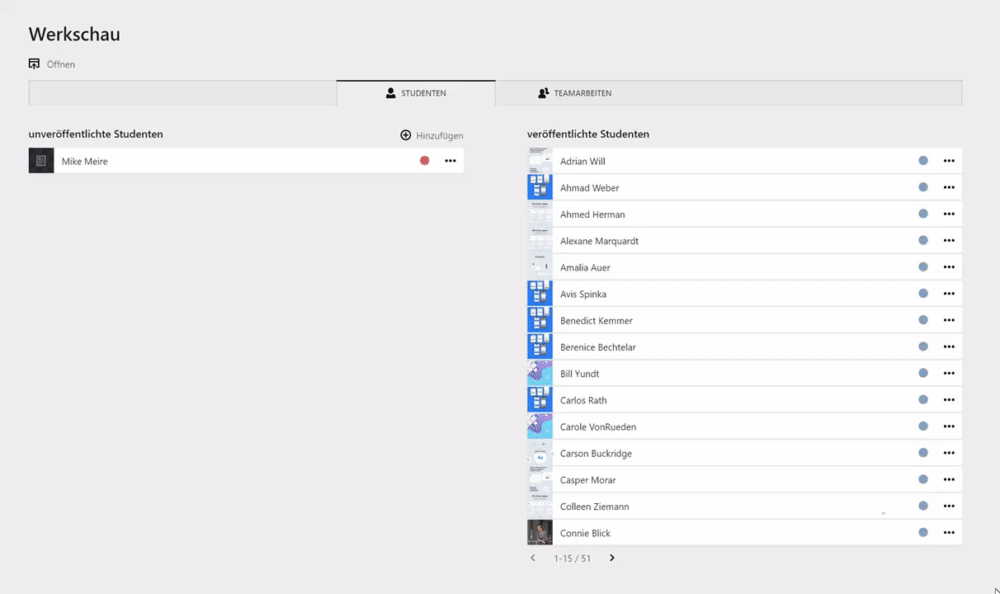 Werkschau
Öffnen
STUDENTEN
TEAMARBEITEN
unveröffentlichte Studenten
Hinzufügen
Mike Meire
veröffentlichte Studenten
Adrian Will
Ahmad Weber
Ahmed Herman
Alexane Marquardt
Amalia Auer
Avis Spinka
Benedict Kemmer
Berenice Bechtelar
Bill Yundt
Carlos Rath
Carole VonRueden
Carson Buckridge
Casper Morar
Colleen Ziemann
Connie Blick
1-15 / 51